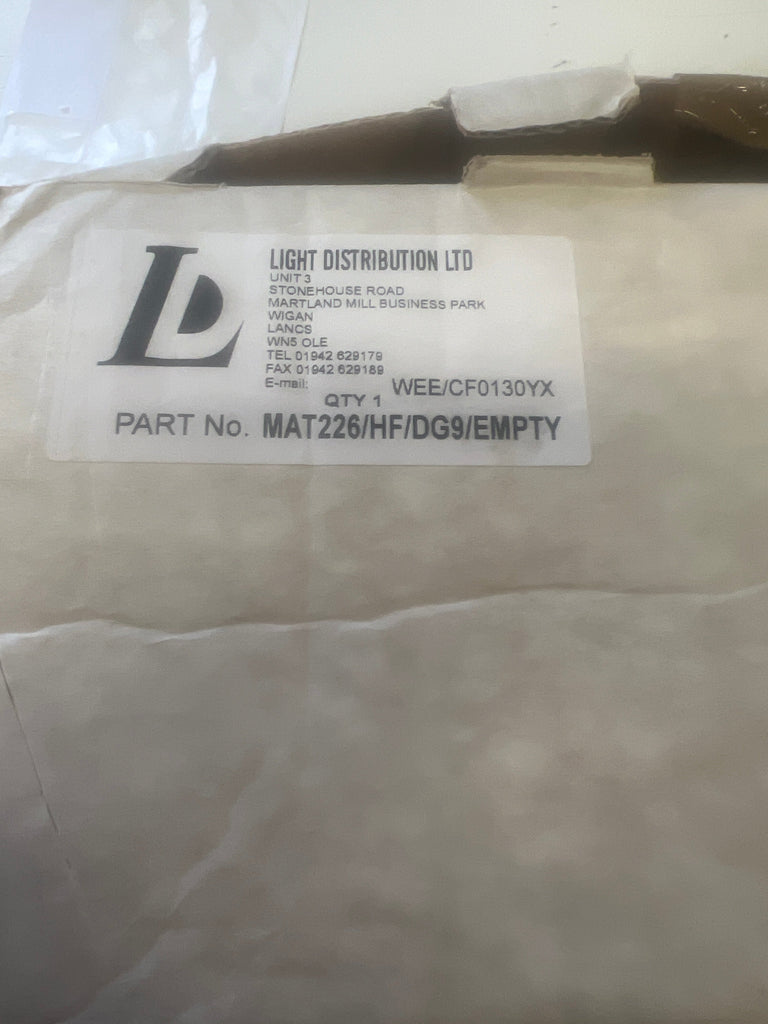 LD
LIGHT DISTRIBUTION LTD
UNIT 3
STONEHOUSE ROAD
MARTLAND MILL BUSINESS PARK
WIGAN
LANCS
WN5 OLE
TEL 01942 629179
FAX 01942 629189
E-mail:
WEE/CF0130YX
QTY 1
PART No. MAT226/HF/DG9/EMPTY